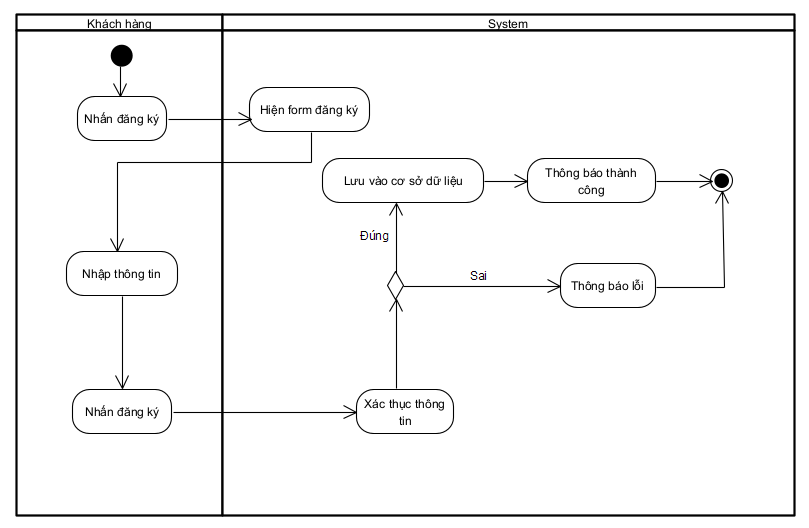 Khách hàng
System
Nhấn đăng ký
Hiện form đăng ký
Lưu vào cơ sở dữ liệu
Thông báo thành
công
Đúng
Nhập thông tin
Sai
Thông báo lỗi
Nhấn đăng ký
Xác thực thông
tin